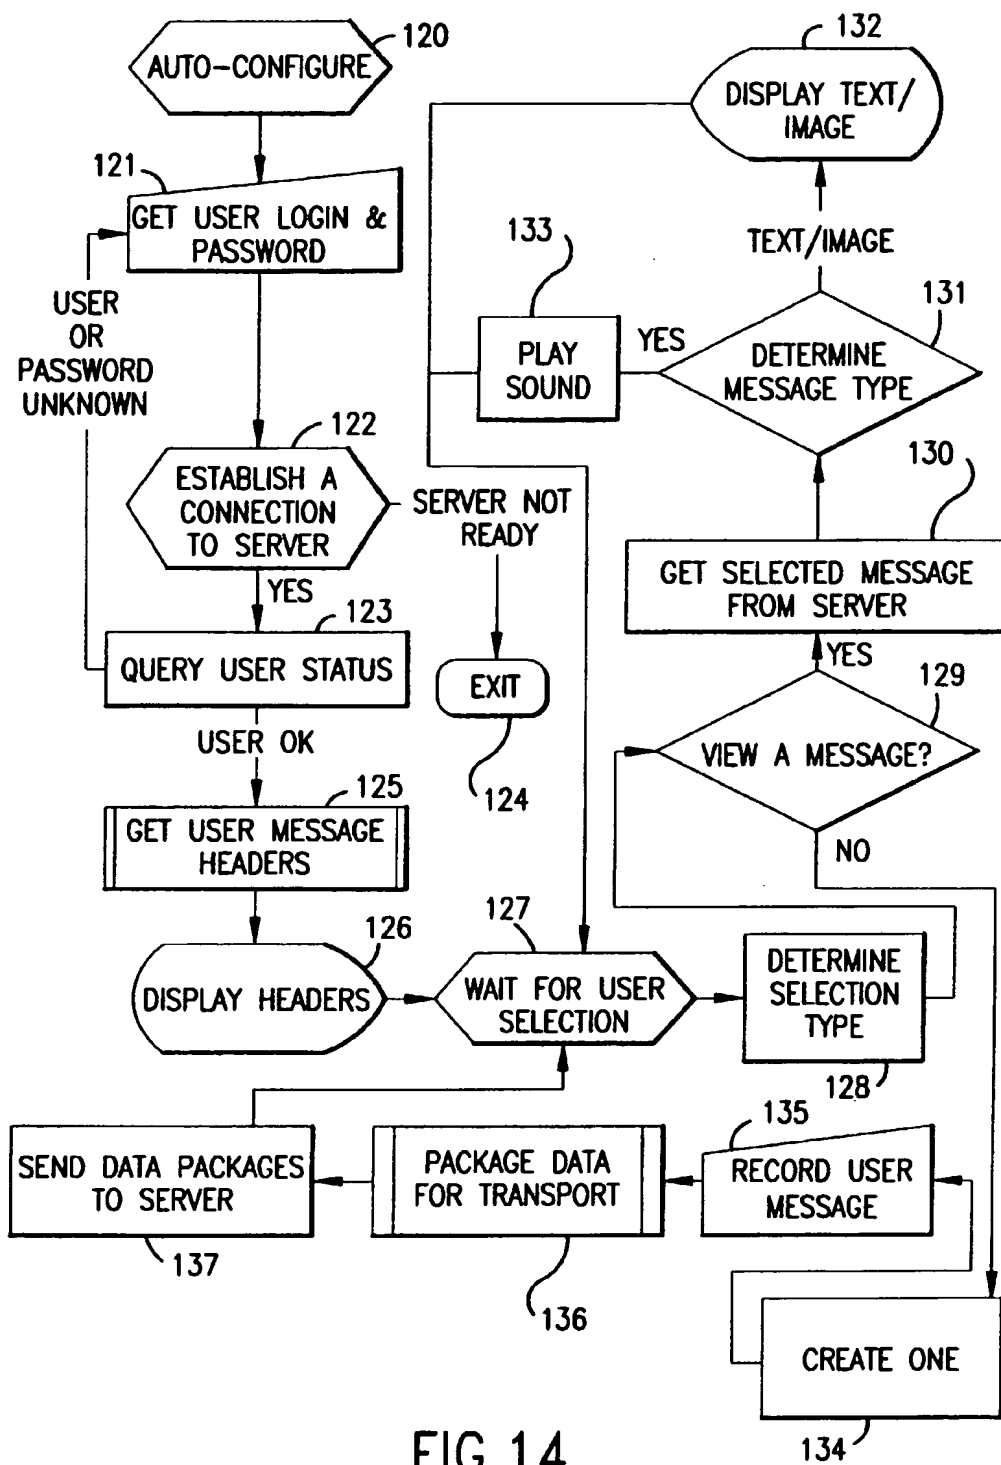 120
AUTO-CONFIGURE
121
GET USER LOGIN &
PASSWORD
USER
OR
PASSWORD
UNKNOWN
122
ESTABLISH A
CONNECTION
TO SERVER
SERVER NOT
READY
YES
123
QUERY USER STATUS
EXIT
124
USER OK
125
GET USER MESSAGE
HEADERS
126
DISPLAY HEADERS
127
WAIT FOR USER
SELECTION
DETERMINE
SELECTION
TYPE
128
VIEW A MESSAGE?
129
YES
NO
GET SELECTED MESSAGE
FROM SERVER
130
DETERMINE
MESSAGE TYPE
131
TEXT/IMAGE
DISPLAY TEXT/
IMAGE
132
YES
PLAY
SOUND
133
CREATE ONE
134
135
RECORD USER
MESSAGE
PACKAGE DATA
FOR TRANSPORT
136
SEND DATA PACKAGES
TO SERVER
137
FIG.14